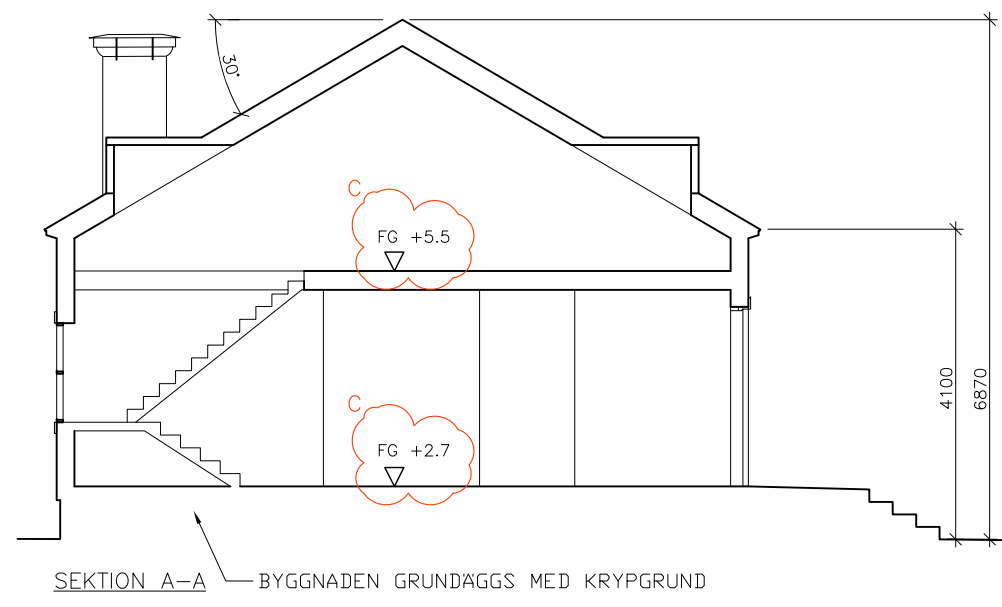 30°
C
FG +5.5
C
FG +2.7
4100
6870
SEKTION A-A
BYGGNADEN GRUNDÄGGS MED KRYPGRUND